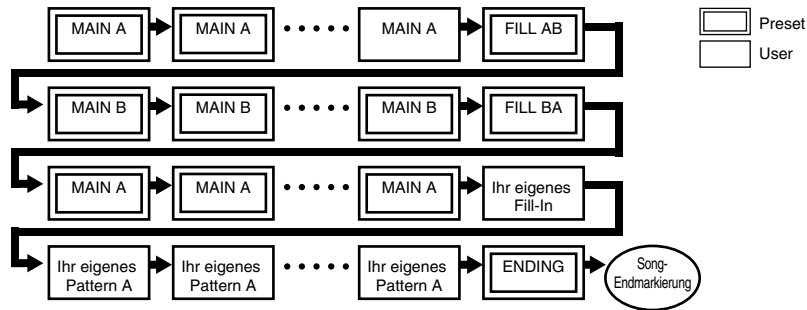 MAIN A MAIN A MAIN A FILL AB
Preset
User
MAIN B MAIN B MAIN B FILL BA
MAIN A MAIN A MAIN A Ihr eigenes
Fill-In
Ihr eigenes
Pattern A
Ihr eigenes
Pattern A
Ihr eigenes
Pattern A
ENDING
Song-
Endmarkierung